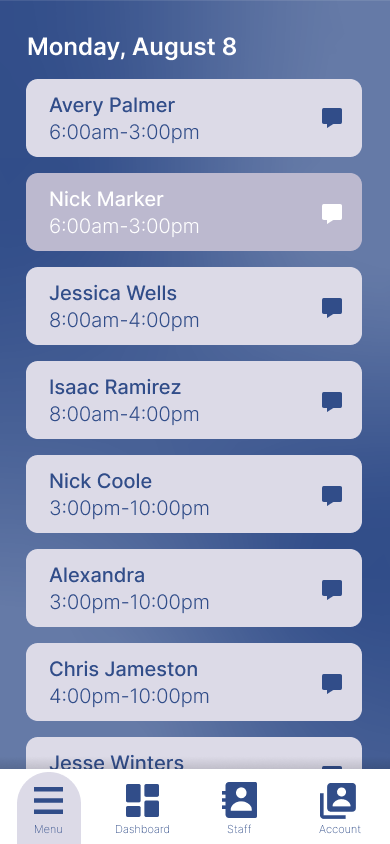 Monday, August 8
Avery Palmer
6:00am-3:00pm
Nick Marker
6:00am-3:00pm
Jessica Wells
8:00am-4:00pm
Isaac Ramirez
8:00am-4:00pm
Nick Coole
3:00pm-10:00pm
Alexandra
3:00pm-10:00pm
Chris Jameston
4:00pm-10:00pm
Jesse Winters
Menu
Dashboard
Staff
Account